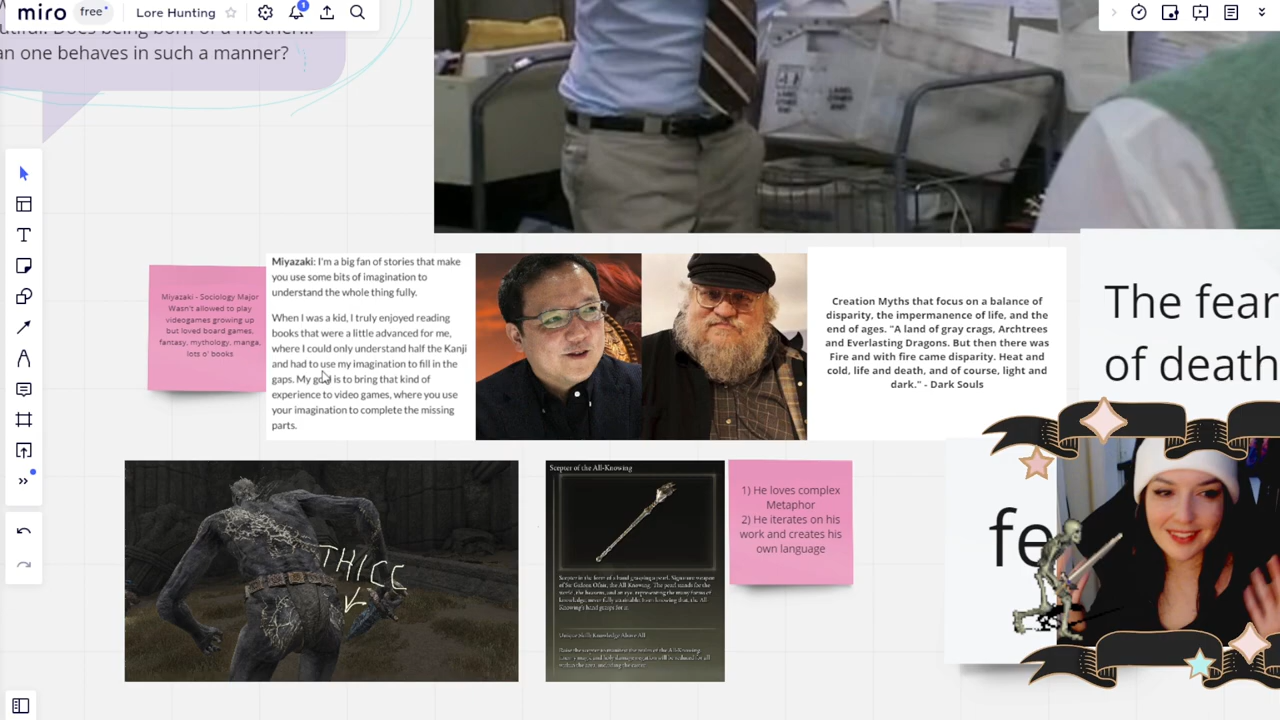 miro
free
Lore Hunting
1
an one behaves in such a manner?
Miyazaki - Sociology Major
Wasn't allowed to play
videogames growing up
but loved board games,
fantasy, mythology, manga,
lots o' books
Miyazaki: I'm a big fan of stories that make
you use some bits of imagination to
understand the whole thing fully.
When I was a kid, I truly enjoyed reading
books that were a little advanced for me,
where I could only understand half the Kanji
and had to use my imagination to fill in the
gaps. My goal is to bring that kind of
experience to video games, where you use
your imagination to complete the missing
parts.
Creation Myths that focus on a balance of
disparity, the impermanence of life, and the
end of ages. "A land of gray crags, Archtrees
and Everlasting Dragons. But then there was
Fire and with fire came disparity. Heat and
cold, life and death, and of course, light and
dark." - Dark Souls
The fear
of death
fe
THICC
Scepter of the All-Knowing
1) He loves complex
Metaphor
2) He iterates on his
work and creates his
own language